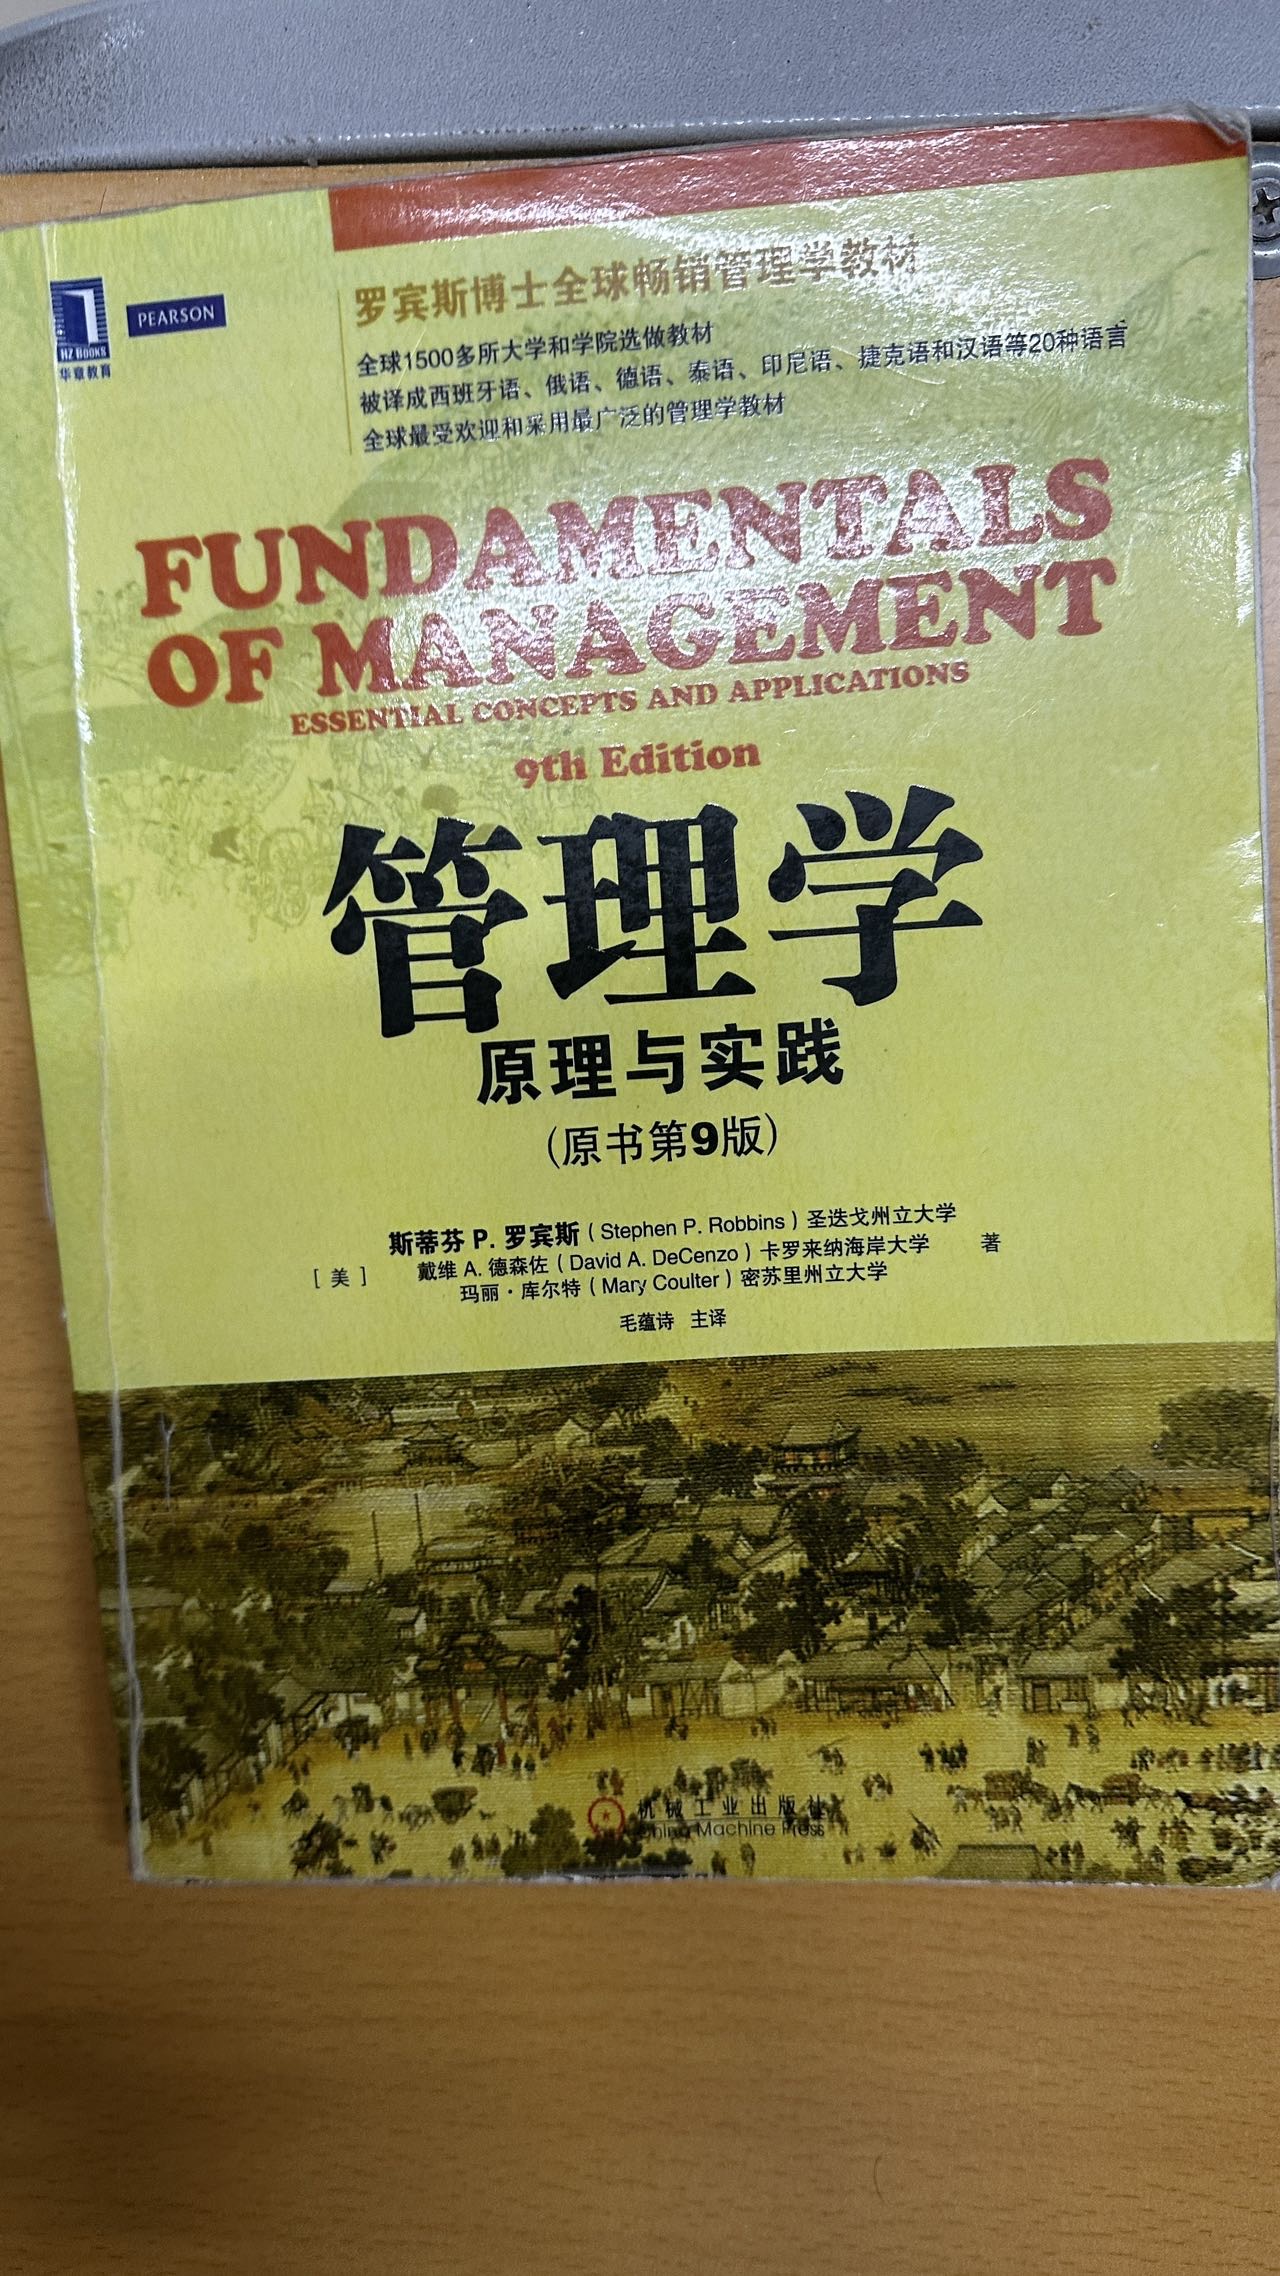 HZ BOOKS
华章教育
PEARSON
罗宾斯博士全球畅销管理学教材
全球1500多所大学和学院选做教材
被译成西班牙语、俄语、德语、泰语、印尼语、捷克语和汉语等20种语言
全球最受欢迎和采用最广泛的管理学教材
FUNDAMENTALS
OF MANAGEMENT
ESSENTIAL CONCEPTS AND APPLICATIONS
9th Edition
管理学
原理与实践
(原书第9版)
斯蒂芬 P. 罗宾斯 (Stephen P. Robbins) 圣迭戈州立大学
[美] 戴维 A. 德森佐 (David A. DeCenzo) 卡罗来纳海岸大学 著
玛丽·库尔特 (Mary Coulter) 密苏里州立大学
毛蕴诗 主译
机械工业出版社
China Machine Press